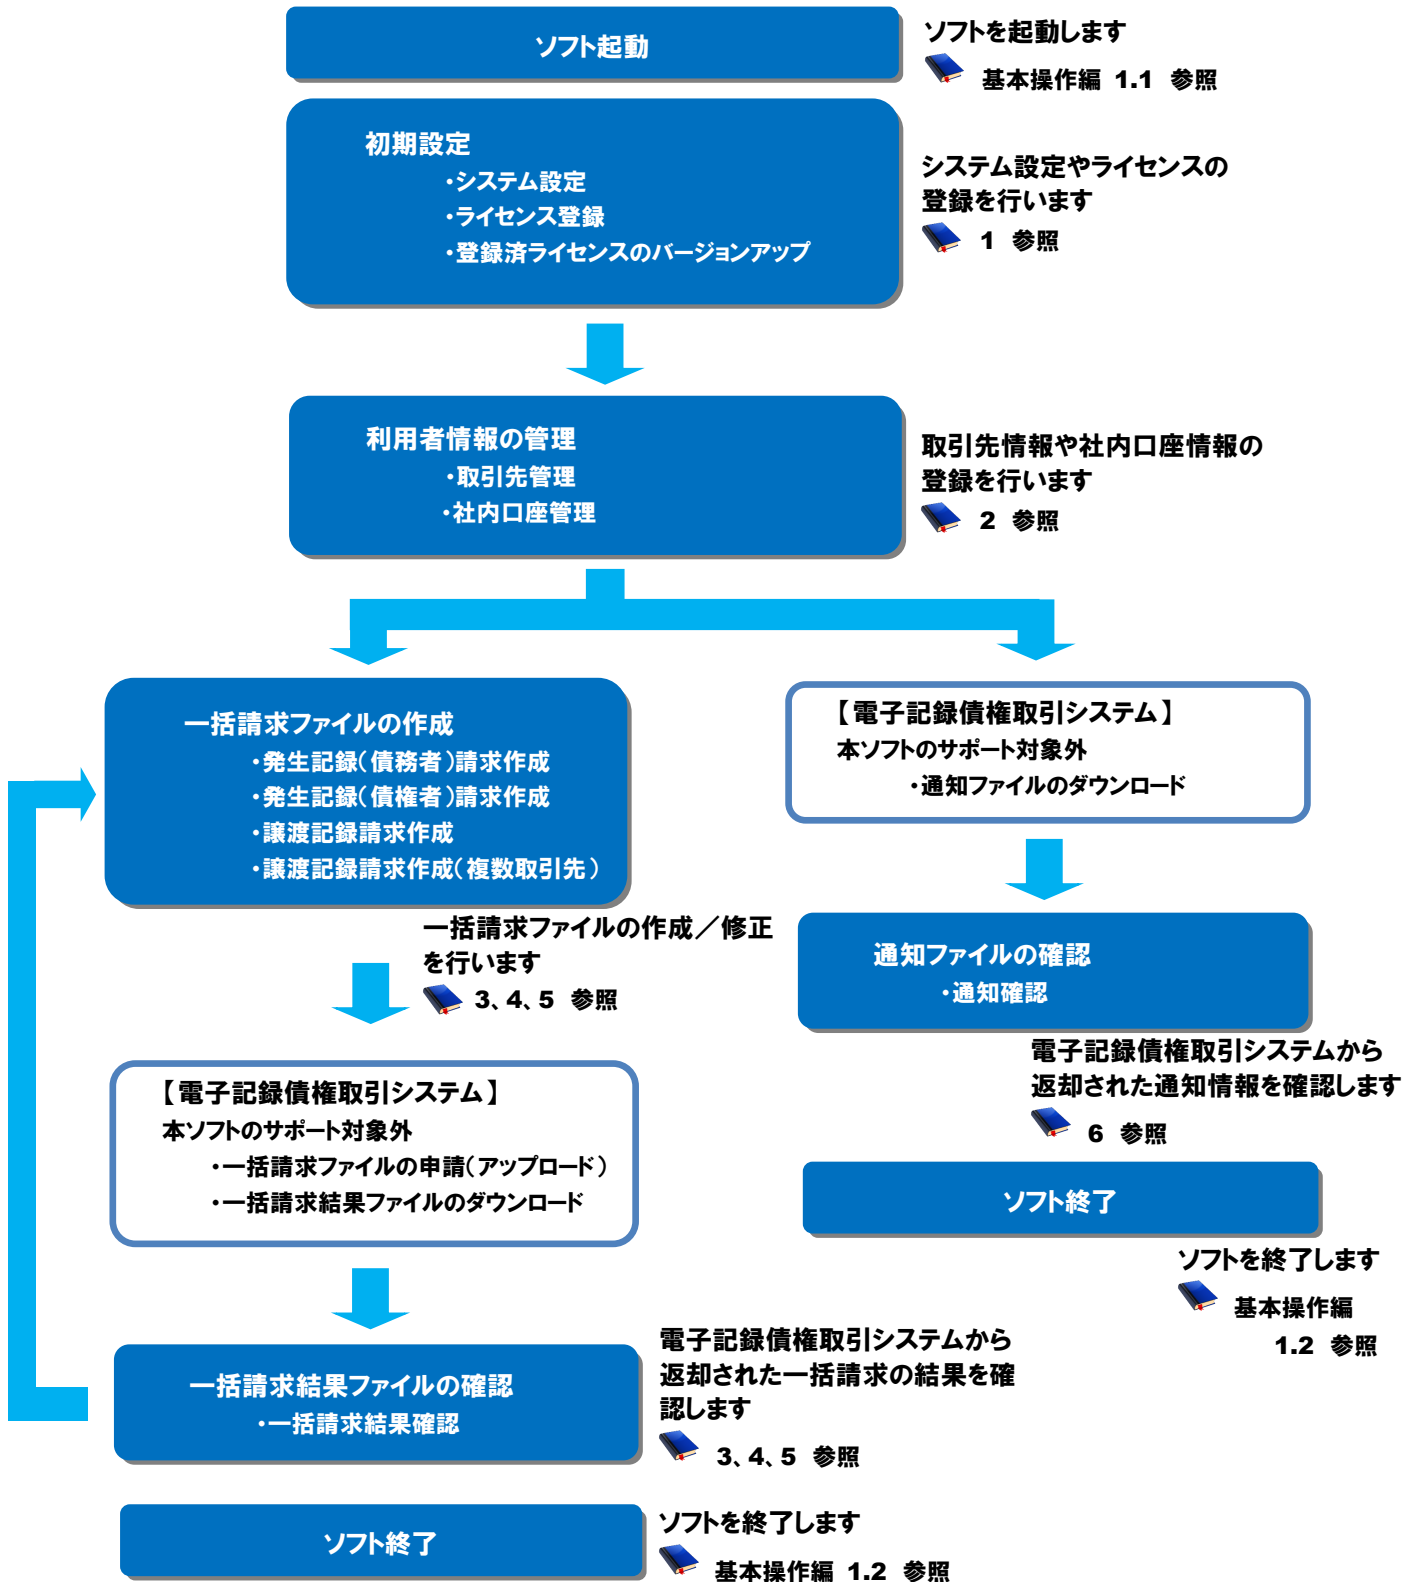 ソフト起動
ソフトを起動します
基本操作編 1.1 参照
初期設定
・システム設定
・ライセンス登録
・登録済ライセンスのバージョンアップ
システム設定やライセンスの
登録を行います
1 参照
利用者情報の管理
・取引先管理
・社内口座管理
取引先情報や社内口座情報の
登録を行います
2 参照
一括請求ファイルの作成
・発生記録(債務者)請求作成
・発生記録(債権者)請求作成
・譲渡記録請求作成
・譲渡記録請求作成(複数取引先)
一括請求ファイルの作成/修正
を行います
3、4、5 参照
【電子記録債権取引システム】
本ソフトのサポート対象外
・一括請求ファイルの申請(アップロード)
・一括請求結果ファイルのダウンロード
一括請求結果ファイルの確認
・一括請求結果確認
電子記録債権取引システムから
返却された一括請求の結果を確
認します
3、4、5 参照
ソフト終了
ソフトを終了します
基本操作編 1.2 参照
【電子記録債権取引システム】
本ソフトのサポート対象外
・通知ファイルのダウンロード
通知ファイルの確認
・通知確認
電子記録債権取引システムから
返却された通知情報を確認します
6 参照
ソフト終了
ソフトを終了します
基本操作編
1.2 参照